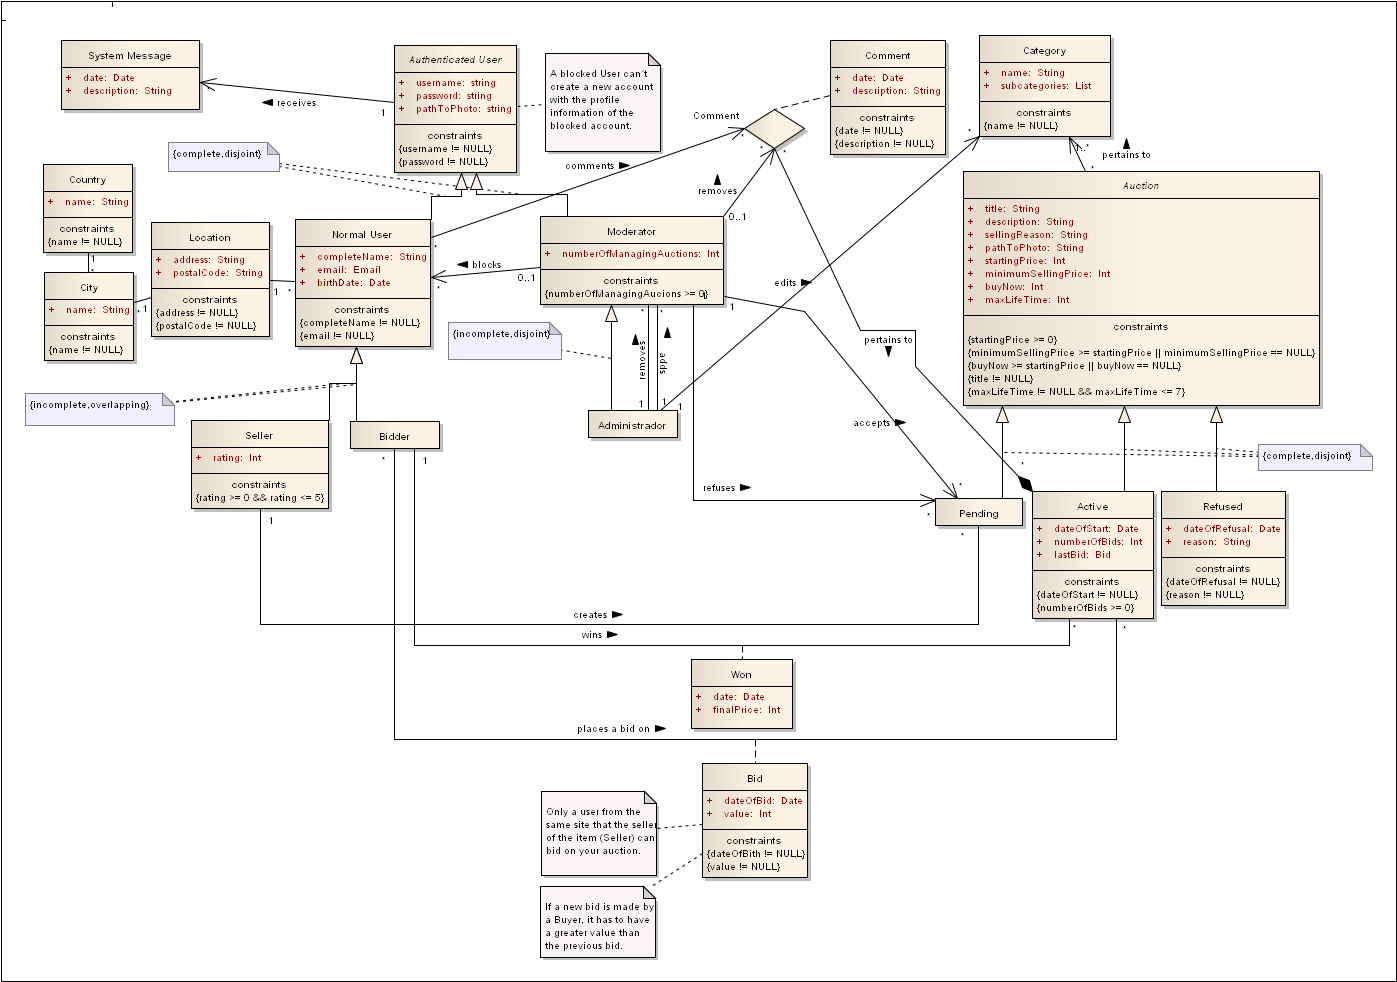 System Message
+ date: Date
+ description: String
receives
1
*
Authenticated User
+ username: string
+ password: string
+ pathToPhoto: string
constraints
{username != NULL}
{password != NULL}
A blocked User can't
create a new account
with the profile
information of the
blocked account.
Comment
+ date: Date
+ description: String
constraints
{date != NULL}
{description != NULL}
Category
+ name: String
+ subcategories: List
constraints
{name != NULL}
Comment
comments
removes
0..1
*
*
*
*
*
1..*
*
pertains to
{complete,disjoint}
Country
+ name: String
constraints
{name != NULL}
1
*
City
+ name: String
constraints
{name != NULL}
*
1
Location
+ address: String
+ postalCode: String
constraints
{address != NULL}
{postalCode != NULL}
1
*
Normal User
+ completeName: String
+ email: Email
+ birthDate: Date
constraints
{completeName != NULL}
{email != NULL}
blocks
0..1
*
Moderator
+ numberOfManagingAuctions: Int
constraints
{numberOfManagingAucions >= 0}
1
1
*
*
edits
Auction
+ title: String
+ description: String
+ sellingReason: String
+ pathToPhoto: String
+ startingPrice: Int
+ minimumSellingPrice: Int
+ buyNow: Int
+ maxLifeTime: Int
constraints
{startingPrice >= 0}
{minimumSellingPrice >= startingPrice || minimumSellingPrice == NULL}
{buyNow >= startingPrice || buyNow == NULL}
{title != NULL}
{maxLifeTime != NULL && maxLifeTime <= 7}
{incomplete,disjoint}
removes
adds
1
1
1
Administrador
pertains to
{incomplete,overlapping}
Seller
+ rating: Int
constraints
{rating >= 0 && rating <= 5}
1
Bidder
*
1
accepts
refuses
*
*
*
*
{complete,disjoint}
Pending
Active
+ dateOfStart: Date
+ numberOfBids: Int
+ lastBid: Bid
constraints
{dateOfStart != NULL}
{numberOfBids >= 0}
*
*
Refused
+ dateOfRefusal: Date
+ reason: String
constraints
{dateOfRefusal != NULL}
{reason != NULL}
creates
wins
Won
+ date: Date
+ finalPrice: Int
places a bid on
Bid
+ dateOfBid: Date
+ value: Int
constraints
{dateOfBith != NULL}
{value != NULL}
Only a user from the
same site that the seller
of the item (Seller) can
bid on your auction.
If a new bid is made by
a Buyer, it has to have
a greater value than
the previous bid.